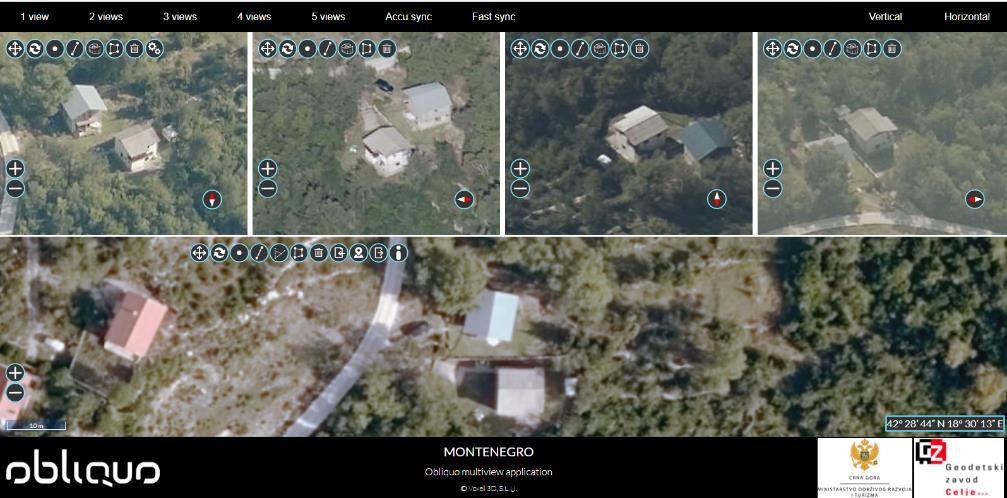 1 view 2 views 3 views 4 views 5 views Accu sync Fast sync Vertical Horizontal
10 m
42° 28' 44" N 18° 30' 13" E
obliquo
MONTENEGRO
Obliquo multiview application
© Voxel 3D, S.L.U.
CRNA GORA
MINISTARSTVO ODRŽIVOG RAZVOJA
I TURIZMA
GZ
Geodetski
zavod
Celje d.o.o.